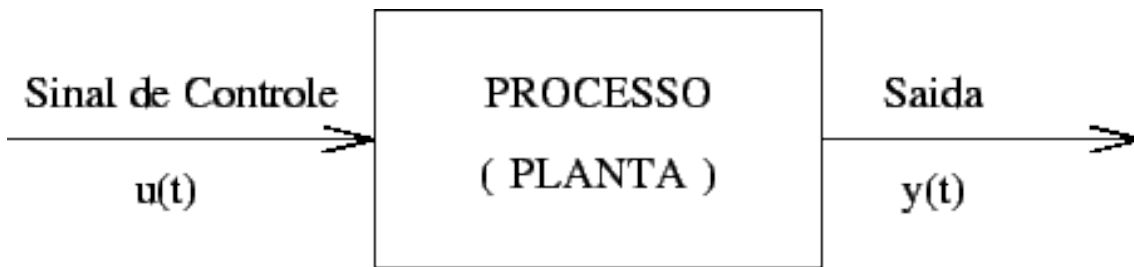 Sinal de Controle
u(t)
PROCESSO
( PLANTA )
Saida
y(t)